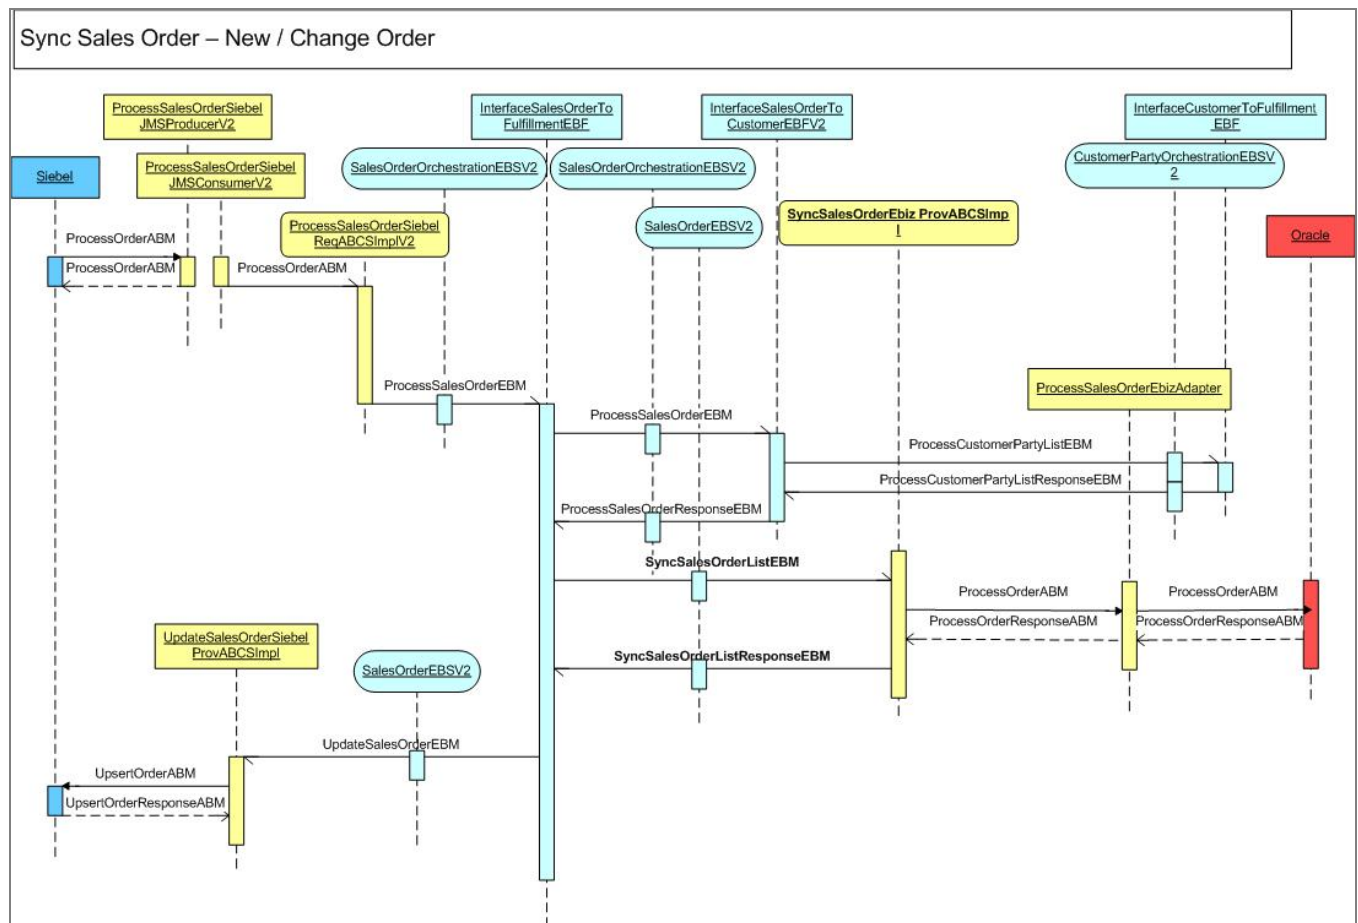 Sync Sales Order – New / Change Order
ProcessSalesOrderSiebel
JMSProducerV2
InterfaceSalesOrderTo
FulfillmentEBF
InterfaceSalesOrderTo
CustomerEBFV2
InterfaceCustomerToFulfillment
EBF
Siebel
ProcessSalesOrderSiebel
JMSConsumerV2
SalesOrderOrchestrationEBSV2
SalesOrderOrchestrationEBSV2
CustomerPartyOrchestrationEBSV
2
ProcessSalesOrderSiebel
ReqABCSImplV2
SalesOrderEBSV2
SyncSalesOrderEbiz ProvABCSImp
l
Oracle
ProcessOrderABM
ProcessOrderABM
ProcessOrderABM
ProcessSalesOrderEBM
ProcessSalesOrderEbizAdapter
ProcessSalesOrderEBM
ProcessCustomerPartyListEBM
ProcessCustomerPartyListResponseEBM
ProcessSalesOrderResponseEBM
SyncSalesOrderListEBM
ProcessOrderABM
ProcessOrderABM
ProcessOrderResponseABM
ProcessOrderResponseABM
UpdateSalesOrderSiebel
ProvABCSImpl
SyncSalesOrderListResponseEBM
SalesOrderEBSV2
UpdateSalesOrderEBM
UpsertOrderABM
UpsertOrderResponseABM